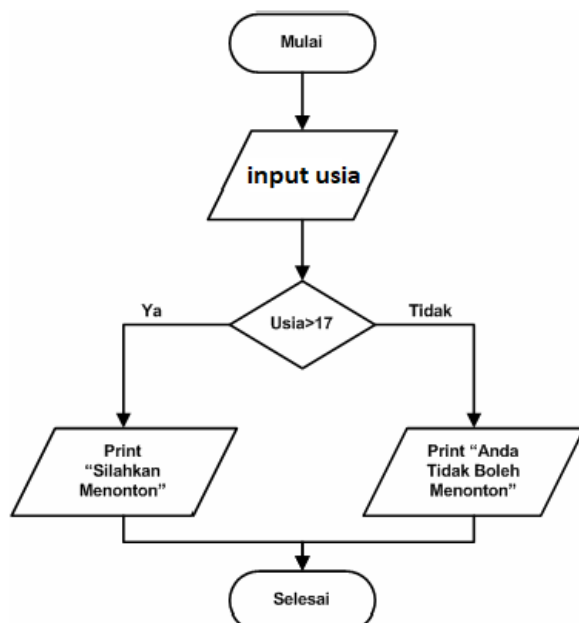 Mulai
input usia
Usia>17
Ya
Tidak
Print
“Silahkan
Menonton”
Print “Anda
Tidak Boleh
Menonton”
Selesai